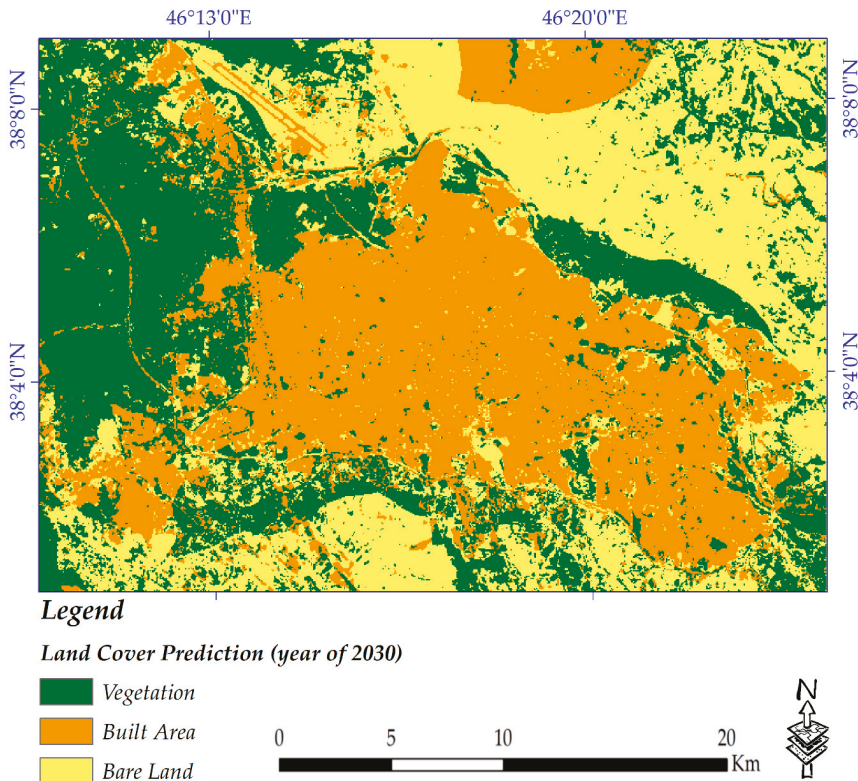 46°13'0"E 46°20'0"E
38°8'0"N 38°8'0"N
38°4'0"N 38°4'0"N
Legend
Land Cover Prediction (year of 2030)
Vegetation
Built Area
Bare Land
0 5 10 20
Km
N